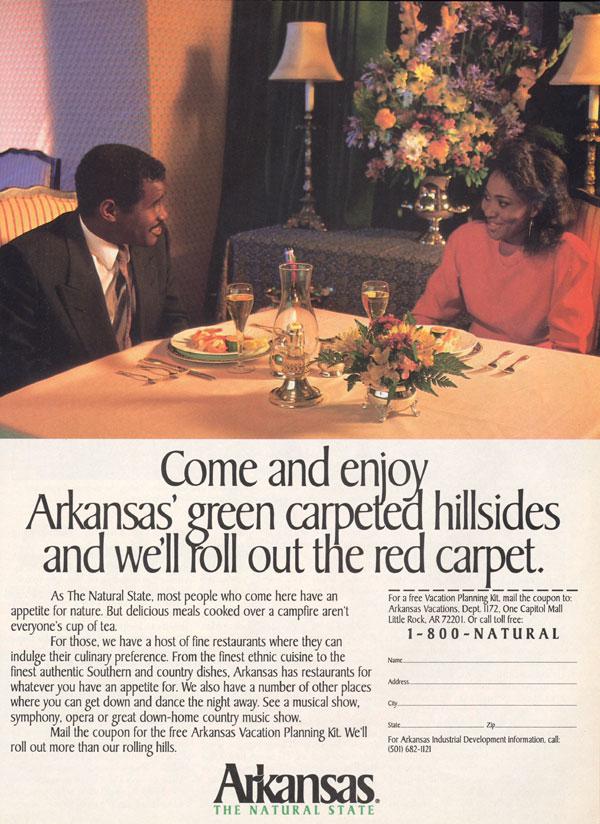 Come and enjoy
Arkansas' green carpeted hillsides
and we'll roll out the red carpet.
As The Natural State, most people who come here have an
appetite for nature. But delicious meals cooked over a campfire aren't
everyone's cup of tea.
For those, we have a host of fine restaurants where they can
indulge their culinary preference. From the finest ethnic cuisine to the
finest authentic Southern and country dishes, Arkansas has restaurants for
whatever you have an appetite for. We also have a number of other places
where you can get down and dance the night away. See a musical show,
symphony, opera or great down-home country music show.
Mail the coupon for the free Arkansas Vacation Planning Kit. We'll
roll out more than our rolling hills.
For a free Vacation Planning Kit, mail the coupon to:
Arkansas Vacations, Dept. 1172, One Capitol Mall
Little Rock, AR 72201. Or call toll free:
1-800-NATURAL
Name
Address
City
State Zip
For Arkansas Industrial Development information, call:
(501) 682-1121
Arkansas®
THE NATURAL STATE